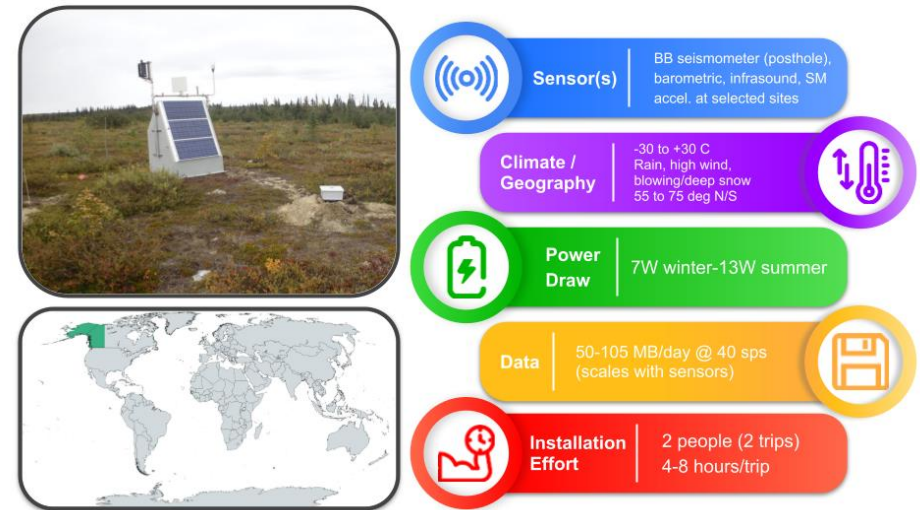 Sensor(s)
BB seismometer (posthole),
barometric, infrasound, SM
accel. at selected sites
Climate /
Geography
-30 to +30 C
Rain, high wind,
blowing/deep snow
55 to 75 deg N/S
Power
Draw
7W winter-13W summer
Data
50-105 MB/day @ 40 sps
(scales with sensors)
Installation
Effort
2 people (2 trips)
4-8 hours/trip